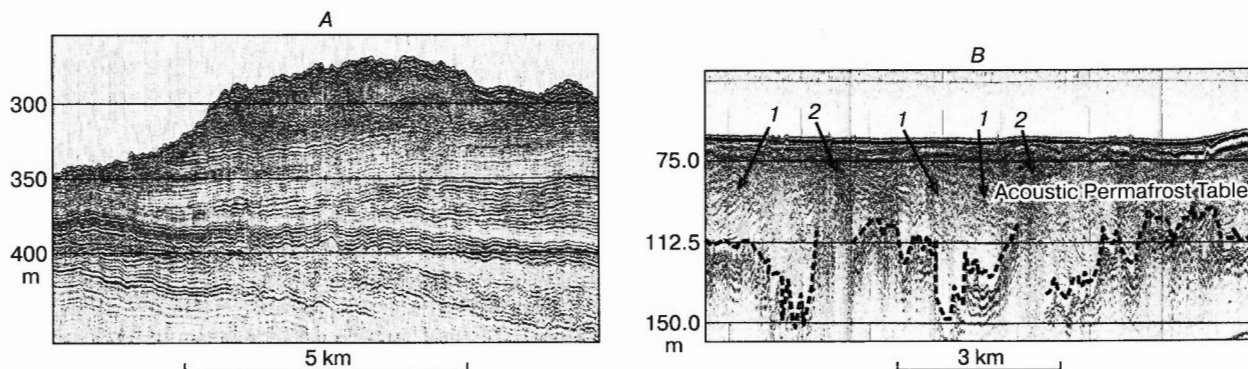 A
300
350
400
m
5 km
B
1 2 1 1 2
75.0
Acoustic Permafrost Table
112.5
150.0
m
3 km